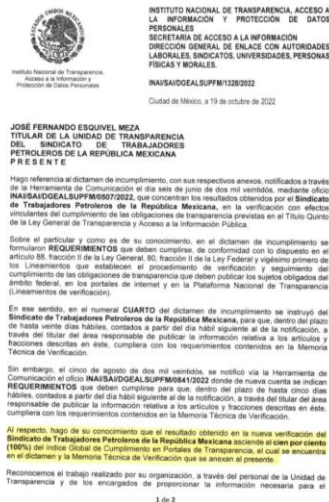 INSTITUTO NACIONAL DE TRANSPARENCIA, ACCESO A
LA INFORMACIÓN Y PROTECCIÓN DE DATOS
PERSONALES
SECRETARÍA DE ACCESO A LA INFORMACIÓN
DIRECCIÓN GENERAL DE ENLACE CON AUTORIDADES
LABORALES, SINDICATOS, UNIVERSIDADES, PERSONAS
FÍSICAS Y MORALES.
Instituto Nacional de Transparencia,
Acceso a la Información y
Protección de Datos Personales
INAI/SAI/DGEALSUPFM/1328/2022
Ciudad de México, a 19 de octubre de 2022
JOSÉ FERNANDO ESQUIVEL MEZA
TITULAR DE LA UNIDAD DE TRANSPARENCIA
DEL SINDICATO DE TRABAJADORES
PETROLEROS DE LA REPÚBLICA MEXICANA
P R E S E N T E
Hago referencia al dictamen de incumplimiento, con sus respectivos anexos, notificados a través
de la Herramienta de Comunicación el día seis de junio de dos mil veintidós, mediante oficio
INAI/SAI/DGEALSUPFM/0507/2022, que concentran los resultados obtenidos por el Sindicato
de Trabajadores Petroleros de la República Mexicana, en la verificación con efectos
vinculantes del cumplimiento de las obligaciones de transparencia previstas en el Título Quinto
de la Ley General de Transparencia y Acceso a la Información Pública.
Sobre el particular y como es de su conocimiento, en el dictamen de incumplimiento se
formularon REQUERIMIENTOS que deben cumplirse, de conformidad con lo dispuesto en el
artículo 88, fracción II de la Ley General, 80, fracción II de la Ley Federal y vigésimo primero de
los Lineamientos que establecen el procedimiento de verificación y seguimiento del
cumplimiento de las obligaciones de transparencia que deben publicar los sujetos obligados del
ámbito federal, en los portales de internet y en la Plataforma Nacional de Transparencia
(Lineamientos de verificación).
En ese sentido, en el numeral CUARTO del dictamen de incumplimiento se instruyó del
Sindicato de Trabajadores Petroleros de la República Mexicana, para que, dentro del plazo
de hasta veinte días hábiles, contados a partir del día hábil siguiente al de la notificación, a
través del titular del área responsable de publicar la información relativa a los artículos y
fracciones descritas en éste, cumpliera con los requerimientos contenidos en la Memoria
Técnica de Verificación.
Sin embargo, el cinco de agosto de dos mil veintidós, se notificó vía la Herramienta de
Comunicación el oficio INAI/SAI/DGEALSUPFM/0841/2022 donde de nueva cuenta se indican
REQUERIMIENTOS que deben cumplirse para que, dentro del plazo de hasta cinco días
hábiles, contados a partir del día hábil siguiente al de la notificación, a través del titular del área
responsable de publicar la información relativa a los artículos y fracciones descritas en éste,
cumpliera con los requerimientos contenidos en la Memoria Técnica de Verificación.
Al respecto, hago de su conocimiento que el resultado obtenido en la nueva verificación del
Sindicato de Trabajadores Petroleros de la República Mexicana asciende al cien por ciento
(100%) del Índice Global de Cumplimiento en Portales de Transparencia, el cual se encuentra
en el dictamen y la Memoria Técnica de Verificación que se anexan al presente.
Reconocemos el trabajo realizado por su organización, a través del personal de la Unidad de
Transparencia y de los encargados de proporcionar la información necesaria para el
1 de 2